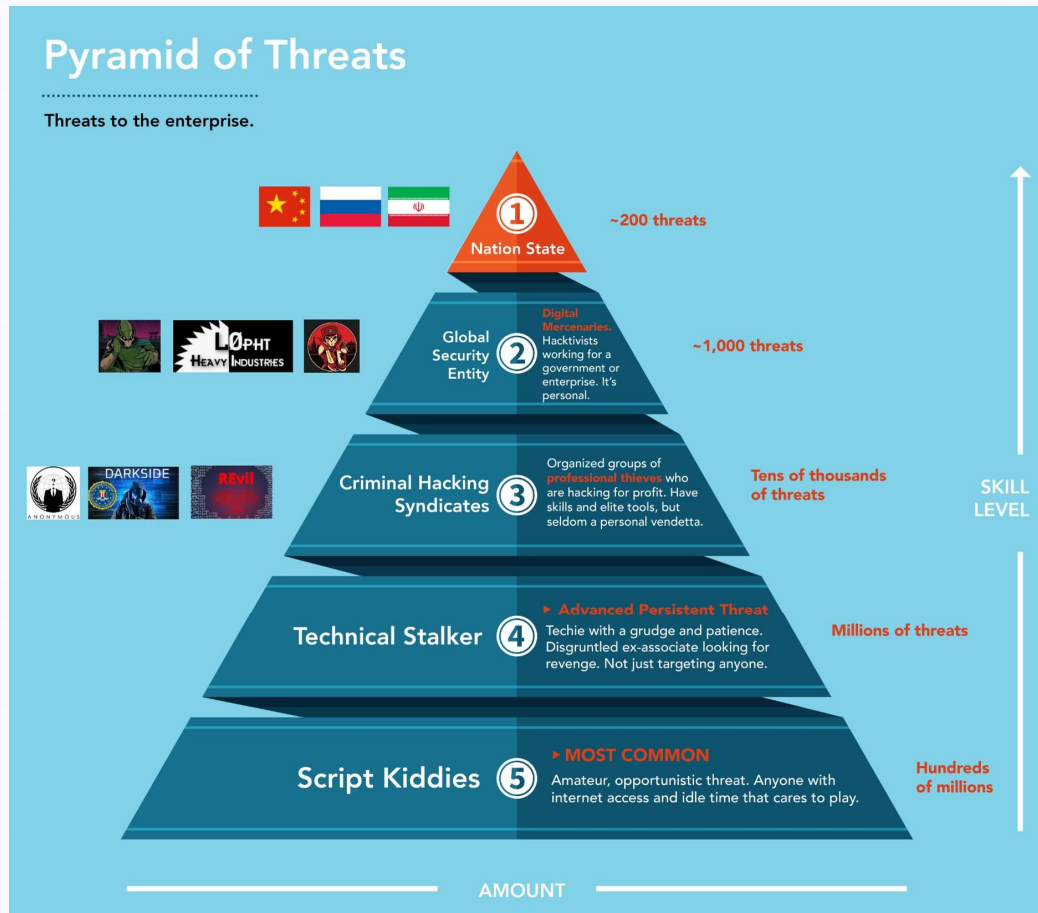 Pyramid of Threats
Threats to the enterprise.
1
Nation State
~200 threats
LØPHT
HEAVY INDUSTRIES
Global
Security
Entity
2
Digital
Mercenaries.
Hacktivists
working for a
government or
enterprise. It's
personal.
~1,000 threats
ANONYMOUS
DARKSIDE
REvil
Criminal Hacking
Syndicates
3
Organized groups of
professional thieves who
are hacking for profit. Have
skills and elite tools, but
seldom a personal vendetta.
Tens of thousands
of threats
SKILL
LEVEL
Technical Stalker
4
▸ Advanced Persistent Threat
Techie with a grudge and patience.
Disgruntled ex-associate looking for
revenge. Not just targeting anyone.
Millions of threats
Script Kiddies
5
▸ MOST COMMON
Amateur, opportunistic threat. Anyone with
internet access and idle time that cares to play.
Hundreds
of millions
AMOUNT